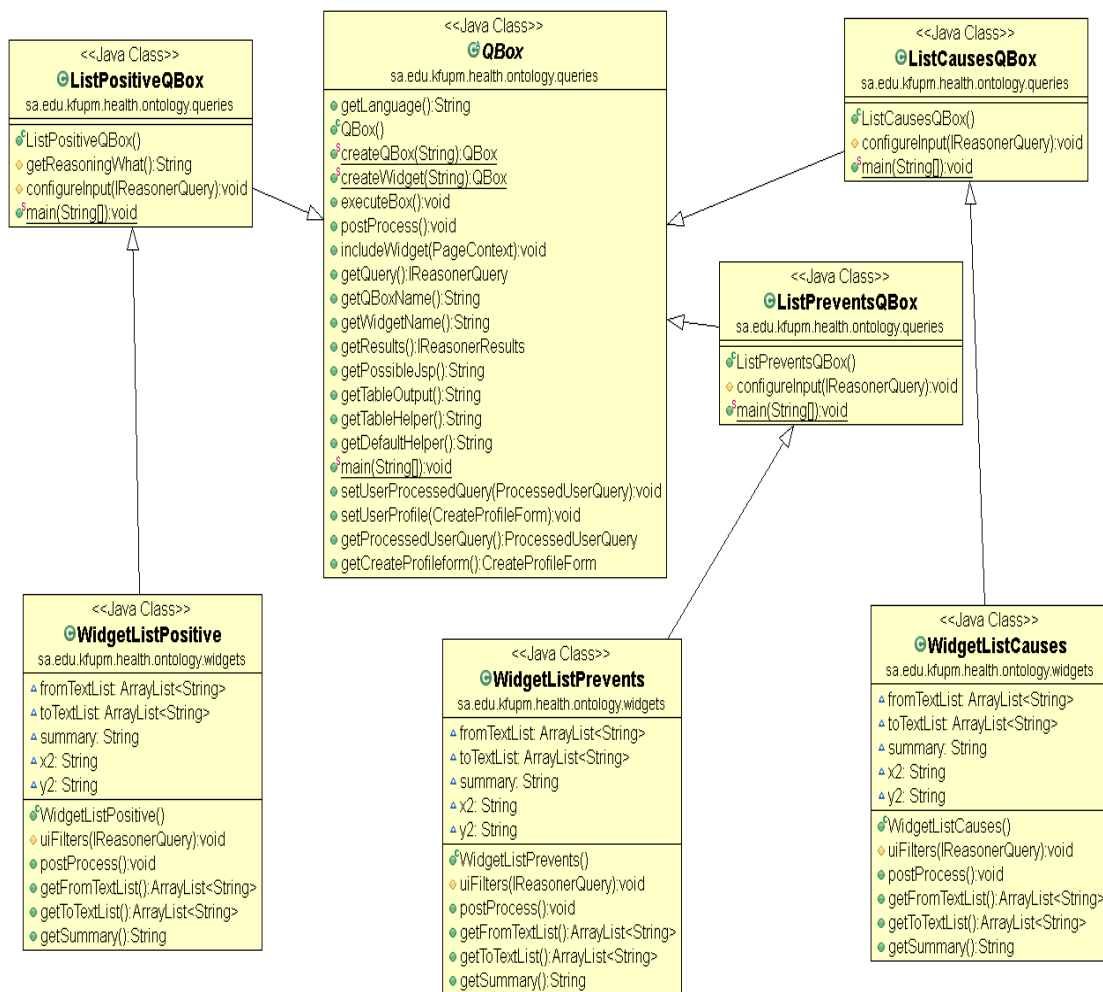 <<Java Class>>
ListPositiveQBox
sa.edu.kfupm.health.ontology.queries
ListPositiveQBox()
getReasoningWhat():String
configureInput(IReasonerQuery):void
main(String[]):void
<<Java Class>>
QBox
sa.edu.kfupm.health.ontology.queries
getLanguage():String
QBox()
createQBox(String):QBox
createWidget(String):QBox
executeBox():void
postProcess():void
includeWidget(PageContext):void
getQuery():IReasonerQuery
getQBoxName():String
getWidgetName():String
getResults():IReasonerResults
getPossibleJsp():String
getTableOutput():String
getTableHelper():String
getDefaultHelper():String
main(String[]):void
setUserProcessedQuery(ProcessedUserQuery):void
setUserProfile(CreateProfileForm):void
getProcessedUserQuery():ProcessedUserQuery
getCreateProfileform():CreateProfileForm
<<Java Class>>
ListCausesQBox
sa.edu.kfupm.health.ontology.queries
ListCausesQBox()
configureInput(IReasonerQuery):void
main(String[]):void
<<Java Class>>
ListPreventsQBox
sa.edu.kfupm.health.ontology.queries
ListPreventsQBox()
configureInput(IReasonerQuery):void
main(String[]):void
<<Java Class>>
WidgetListPositive
sa.edu.kfupm.health.ontology.widgets
fromTextList: ArrayList<String>
toTextList: ArrayList<String>
summary: String
x2: String
y2: String
WidgetListPositive()
uiFilters(IReasonerQuery):void
postProcess():void
getFromTextList():ArrayList<String>
getToTextList():ArrayList<String>
getSummary():String
<<Java Class>>
WidgetListPrevents
sa.edu.kfupm.health.ontology.widgets
fromTextList: ArrayList<String>
toTextList: ArrayList<String>
summary: String
x2: String
y2: String
WidgetListPrevents()
uiFilters(IReasonerQuery):void
postProcess():void
getFromTextList():ArrayList<String>
getToTextList():ArrayList<String>
getSummary():String
<<Java Class>>
WidgetListCauses
sa.edu.kfupm.health.ontology.widgets
fromTextList: ArrayList<String>
toTextList: ArrayList<String>
summary: String
x2: String
y2: String
WidgetListCauses()
uiFilters(IReasonerQuery):void
postProcess():void
getFromTextList():ArrayList<String>
getToTextList():ArrayList<String>
getSummary():String